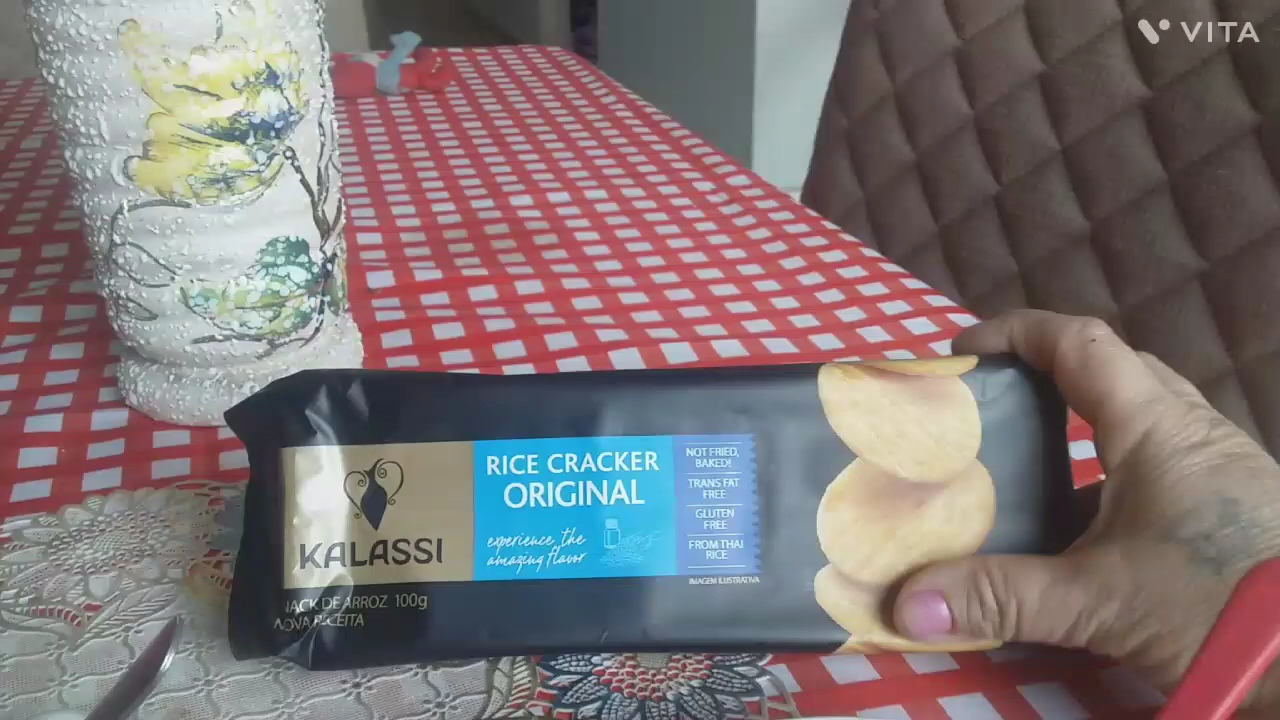 VITA
KALASSI
RICE CRACKER
ORIGINAL
experience the
amazing flavor
NOT FRIED,
BAKED!
TRANS FAT
FREE
GLUTEN
FREE
FROM THAI
RICE
IMAGEM ILUSTRATIVA
DE ARROZ 100g
NOVA RECEITA